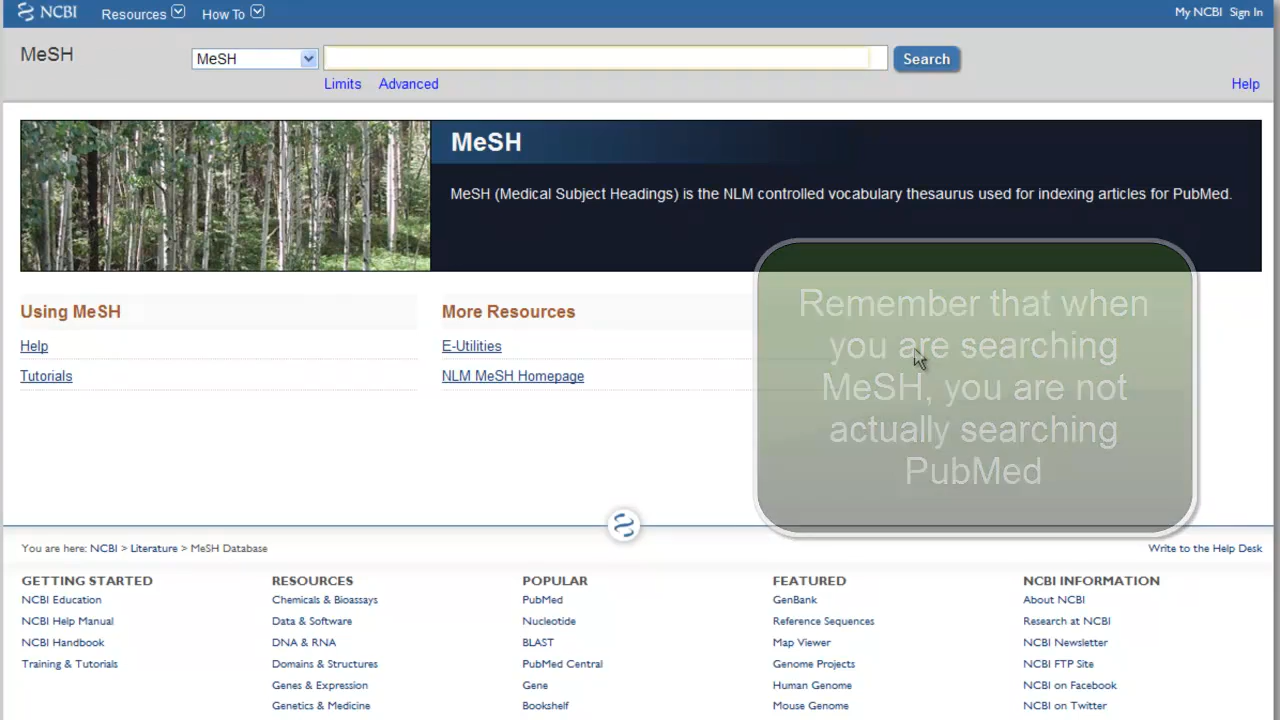 NCBI Resources How To My NCBI Sign In
MeSH MeSH Search
Limits Advanced Help
MeSH
MeSH (Medical Subject Headings) is the NLM controlled vocabulary thesaurus used for indexing articles for PubMed.
Using MeSH
Help
Tutorials
More Resources
E-Utilities
NLM MeSH Homepage
Remember that when
you are searching
MeSH, you are not
actually searching
PubMed
You are here: NCBI > Literature > MeSH Database Write to the Help Desk
GETTING STARTED
NCBI Education
NCBI Help Manual
NCBI Handbook
Training & Tutorials
RESOURCES
Chemicals & Bioassays
Data & Software
DNA & RNA
Domains & Structures
Genes & Expression
Genetics & Medicine
POPULAR
PubMed
Nucleotide
BLAST
PubMed Central
Gene
Bookshelf
FEATURED
GenBank
Reference Sequences
Map Viewer
Genome Projects
Human Genome
Mouse Genome
NCBI INFORMATION
About NCBI
Research at NCBI
NCBI Newsletter
NCBI FTP Site
NCBI on Facebook
NCBI on Twitter